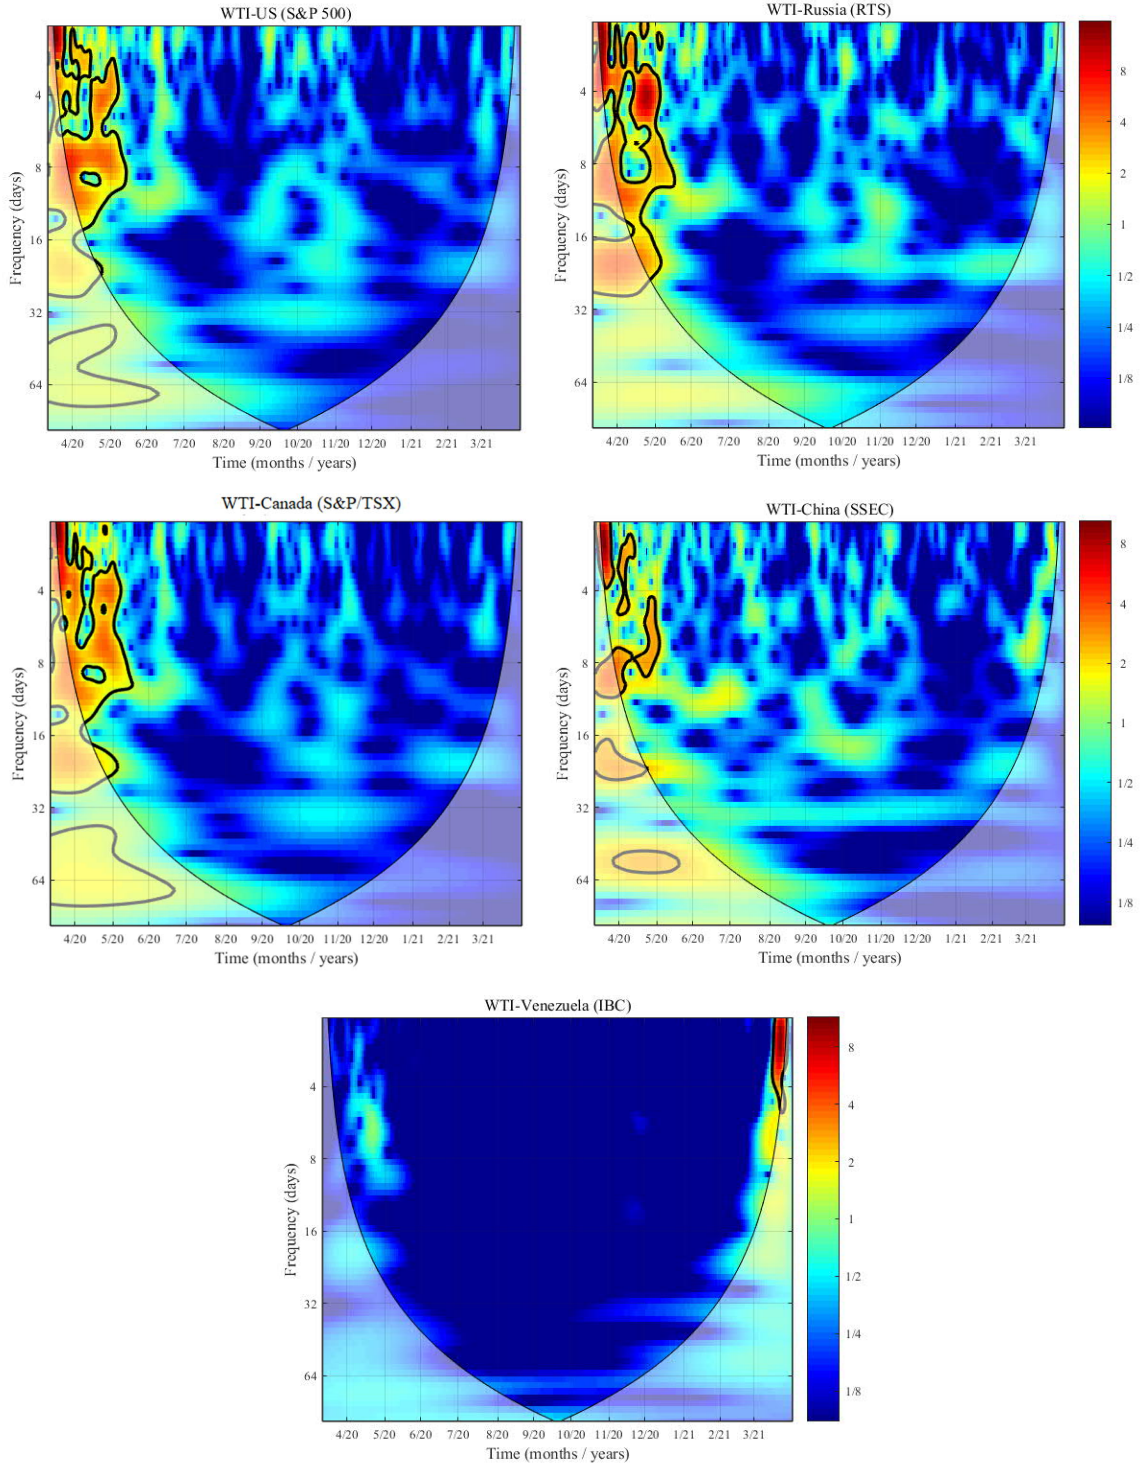 WTI-US (S&P 500)
Frequency (days)
4
8
16
32
64
4/20 5/20 6/20 7/20 8/20 9/20 10/20 11/20 12/20 1/21 2/21 3/21
Time (months / years)
WTI-Russia (RTS)
Frequency (days)
4
8
16
32
64
4/20 5/20 6/20 7/20 8/20 9/20 10/20 11/20 12/20 1/21 2/21 3/21
Time (months / years)
8
4
2
1
1/2
1/4
1/8
WTI-Canada (S&P/TSX)
Frequency (days)
4
8
16
32
64
4/20 5/20 6/20 7/20 8/20 9/20 10/20 11/20 12/20 1/21 2/21 3/21
Time (months / years)
WTI-China (SSEC)
Frequency (days)
4
8
16
32
64
4/20 5/20 6/20 7/20 8/20 9/20 10/20 11/20 12/20 1/21 2/21 3/21
Time (months / years)
8
4
2
1
1/2
1/4
1/8
WTI-Venezuela (IBC)
Frequency (days)
4
8
16
32
64
4/20 5/20 6/20 7/20 8/20 9/20 10/20 11/20 12/20 1/21 2/21 3/21
Time (months / years)
8
4
2
1
1/2
1/4
1/8